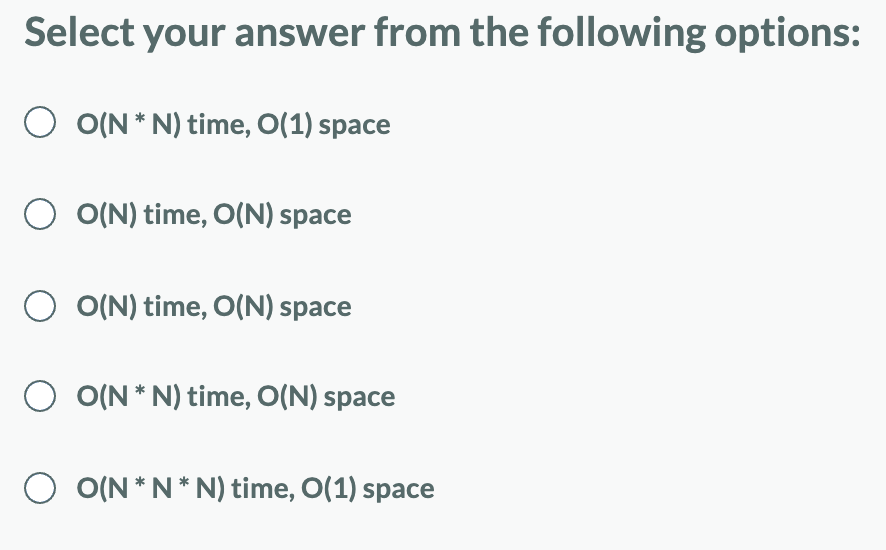 Select your answer from the following options:
O(N * N) time, O(1) space
O(N) time, O(N) space
O(N) time, O(N) space
O(N * N) time, O(N) space
O(N * N * N) time, O(1) space